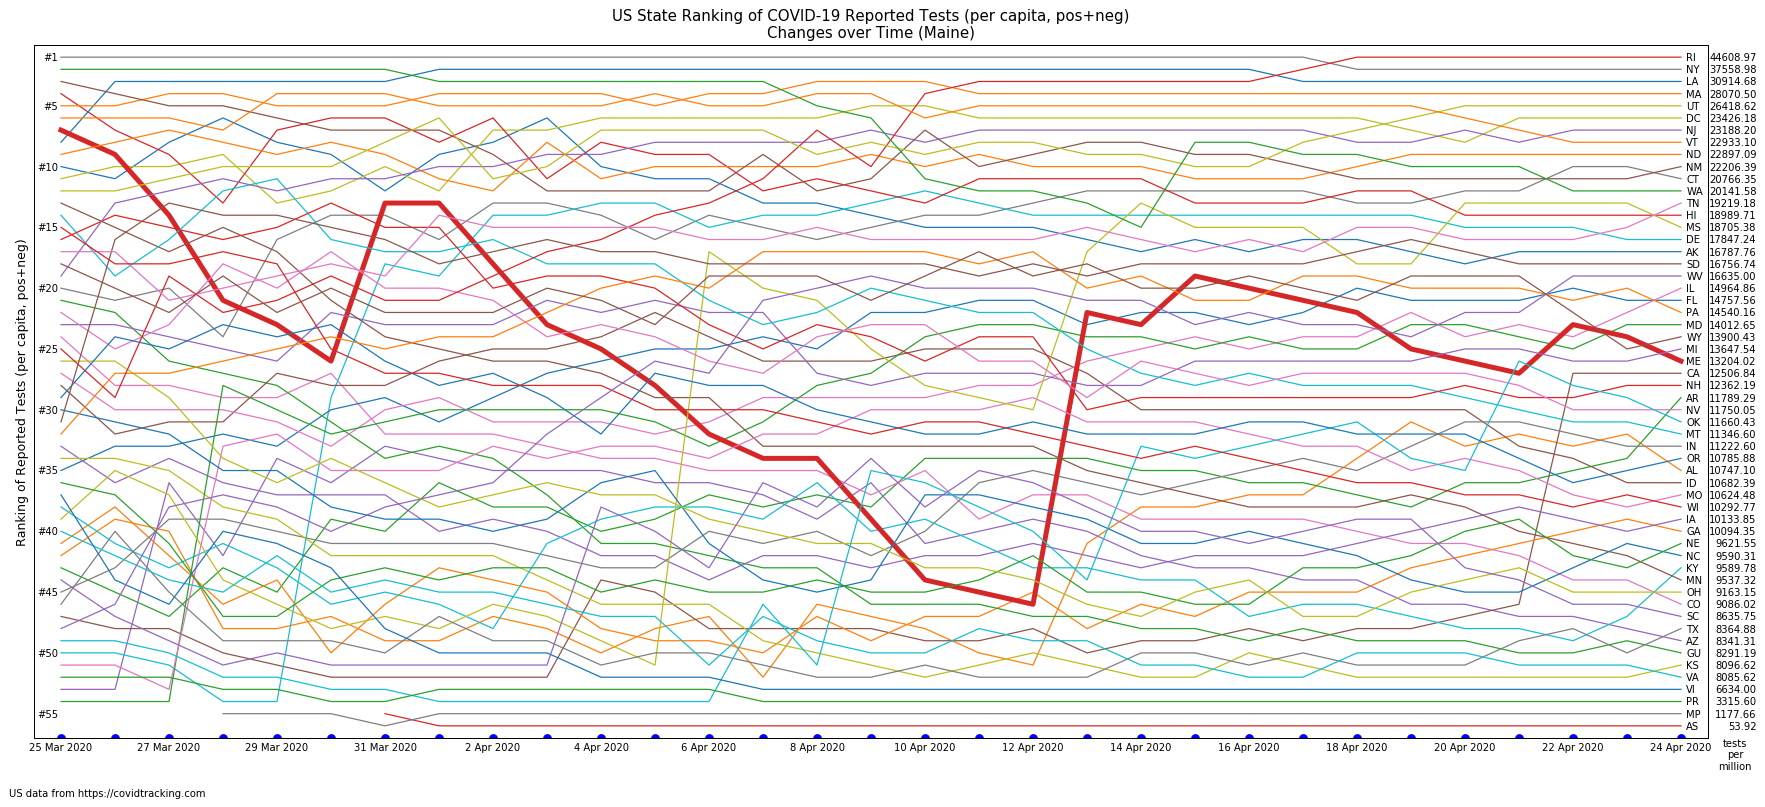 US State Ranking of COVID-19 Reported Tests (per capita, pos+neg)
Changes over Time (Maine)
Ranking of Reported Tests (per capita, pos+neg)
#1
#5
#10
#15
#20
#25
#30
#35
#40
#45
#50
#55
RI 44608.97
NY 37558.98
LA 30914.68
MA 28070.50
UT 26418.62
DC 23426.18
NJ 23188.20
VT 22933.10
ND 22897.09
NM 22206.39
CT 20766.35
WA 20141.58
TN 19219.18
HI 18989.71
MS 18705.38
DE 17847.24
AK 16787.76
SD 16756.74
WV 16635.00
IL 14964.86
FL 14757.56
PA 14540.16
MD 14012.65
WY 13900.43
MI 13647.54
ME 13204.02
CA 12506.84
NH 12362.19
AR 11789.29
NV 11750.05
OK 11660.43
MT 11346.60
IN 11222.60
OR 10785.88
AL 10747.10
ID 10682.39
MO 10624.48
WI 10292.77
IA 10133.85
GA 10094.35
NE 9621.55
NC 9590.31
KY 9589.78
MN 9537.32
OH 9163.15
CO 9086.02
SC 8635.75
TX 8364.88
AZ 8341.31
GU 8291.19
KS 8096.62
VA 8085.62
VI 6634.00
PR 3315.60
MP 1177.66
AS 53.92
25 Mar 2020 27 Mar 2020 29 Mar 2020 31 Mar 2020 2 Apr 2020 4 Apr 2020 6 Apr 2020 8 Apr 2020 10 Apr 2020 12 Apr 2020 14 Apr 2020 16 Apr 2020 18 Apr 2020 20 Apr 2020 22 Apr 2020 24 Apr 2020
tests
per
million
US data from https://covidtracking.com